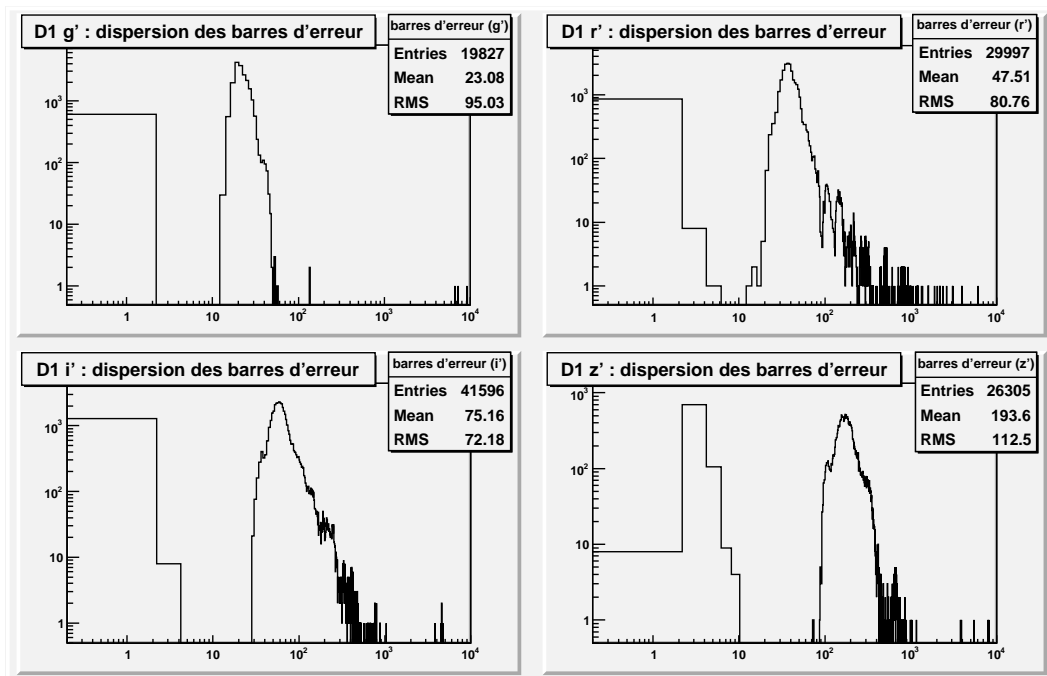 D1 g' : dispersion des barres d'erreur
barres d'erreur (g')
Entries 19827
Mean 23.08
RMS 95.03
10³
10²
10
1
1 10 10² 10³ 10⁴
D1 r' : dispersion des barres d'erreur
barres d'erreur (r')
Entries 29997
Mean 47.51
RMS 80.76
10³
10²
10
1
1 10 10² 10³ 10⁴
D1 i' : dispersion des barres d'erreur
barres d'erreur (i')
Entries 41596
Mean 75.16
RMS 72.18
10³
10²
10
1
1 10 10² 10³ 10⁴
D1 z' : dispersion des barres d'erreur
barres d'erreur (z')
Entries 26305
Mean 193.6
RMS 112.5
10³
10²
10
1
1 10 10² 10³ 10⁴